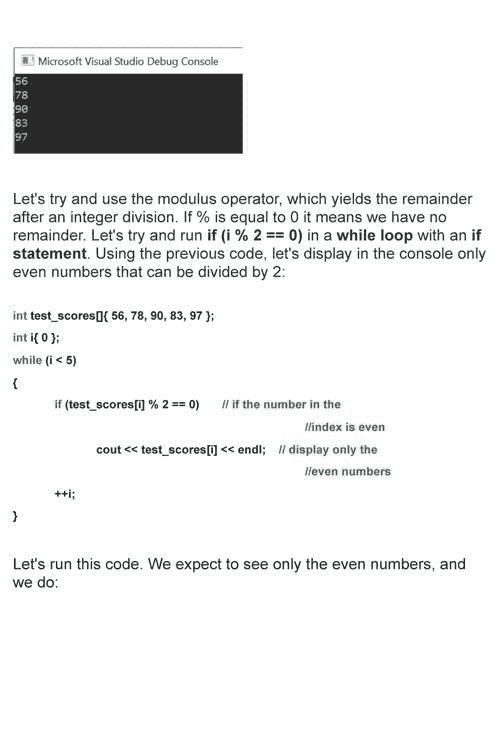 Microsoft Visual Studio Debug Console
56
78
90
83
97
Let's try and use the modulus operator, which yields the remainder
after an integer division. If % is equal to 0 it means we have no
remainder. Let's try and run if (i % 2 == 0) in a while loop with an if
statement. Using the previous code, let's display in the console only
even numbers that can be divided by 2:
int test_scores[]{ 56, 78, 90, 83, 97 };
int i{ 0 };
while (i < 5)
{
if (test_scores[i] % 2 == 0) // if the number in the
//index is even
cout << test_scores[i] << endl; // display only the
//even numbers
++i;
}
Let's run this code. We expect to see only the even numbers, and
we do: